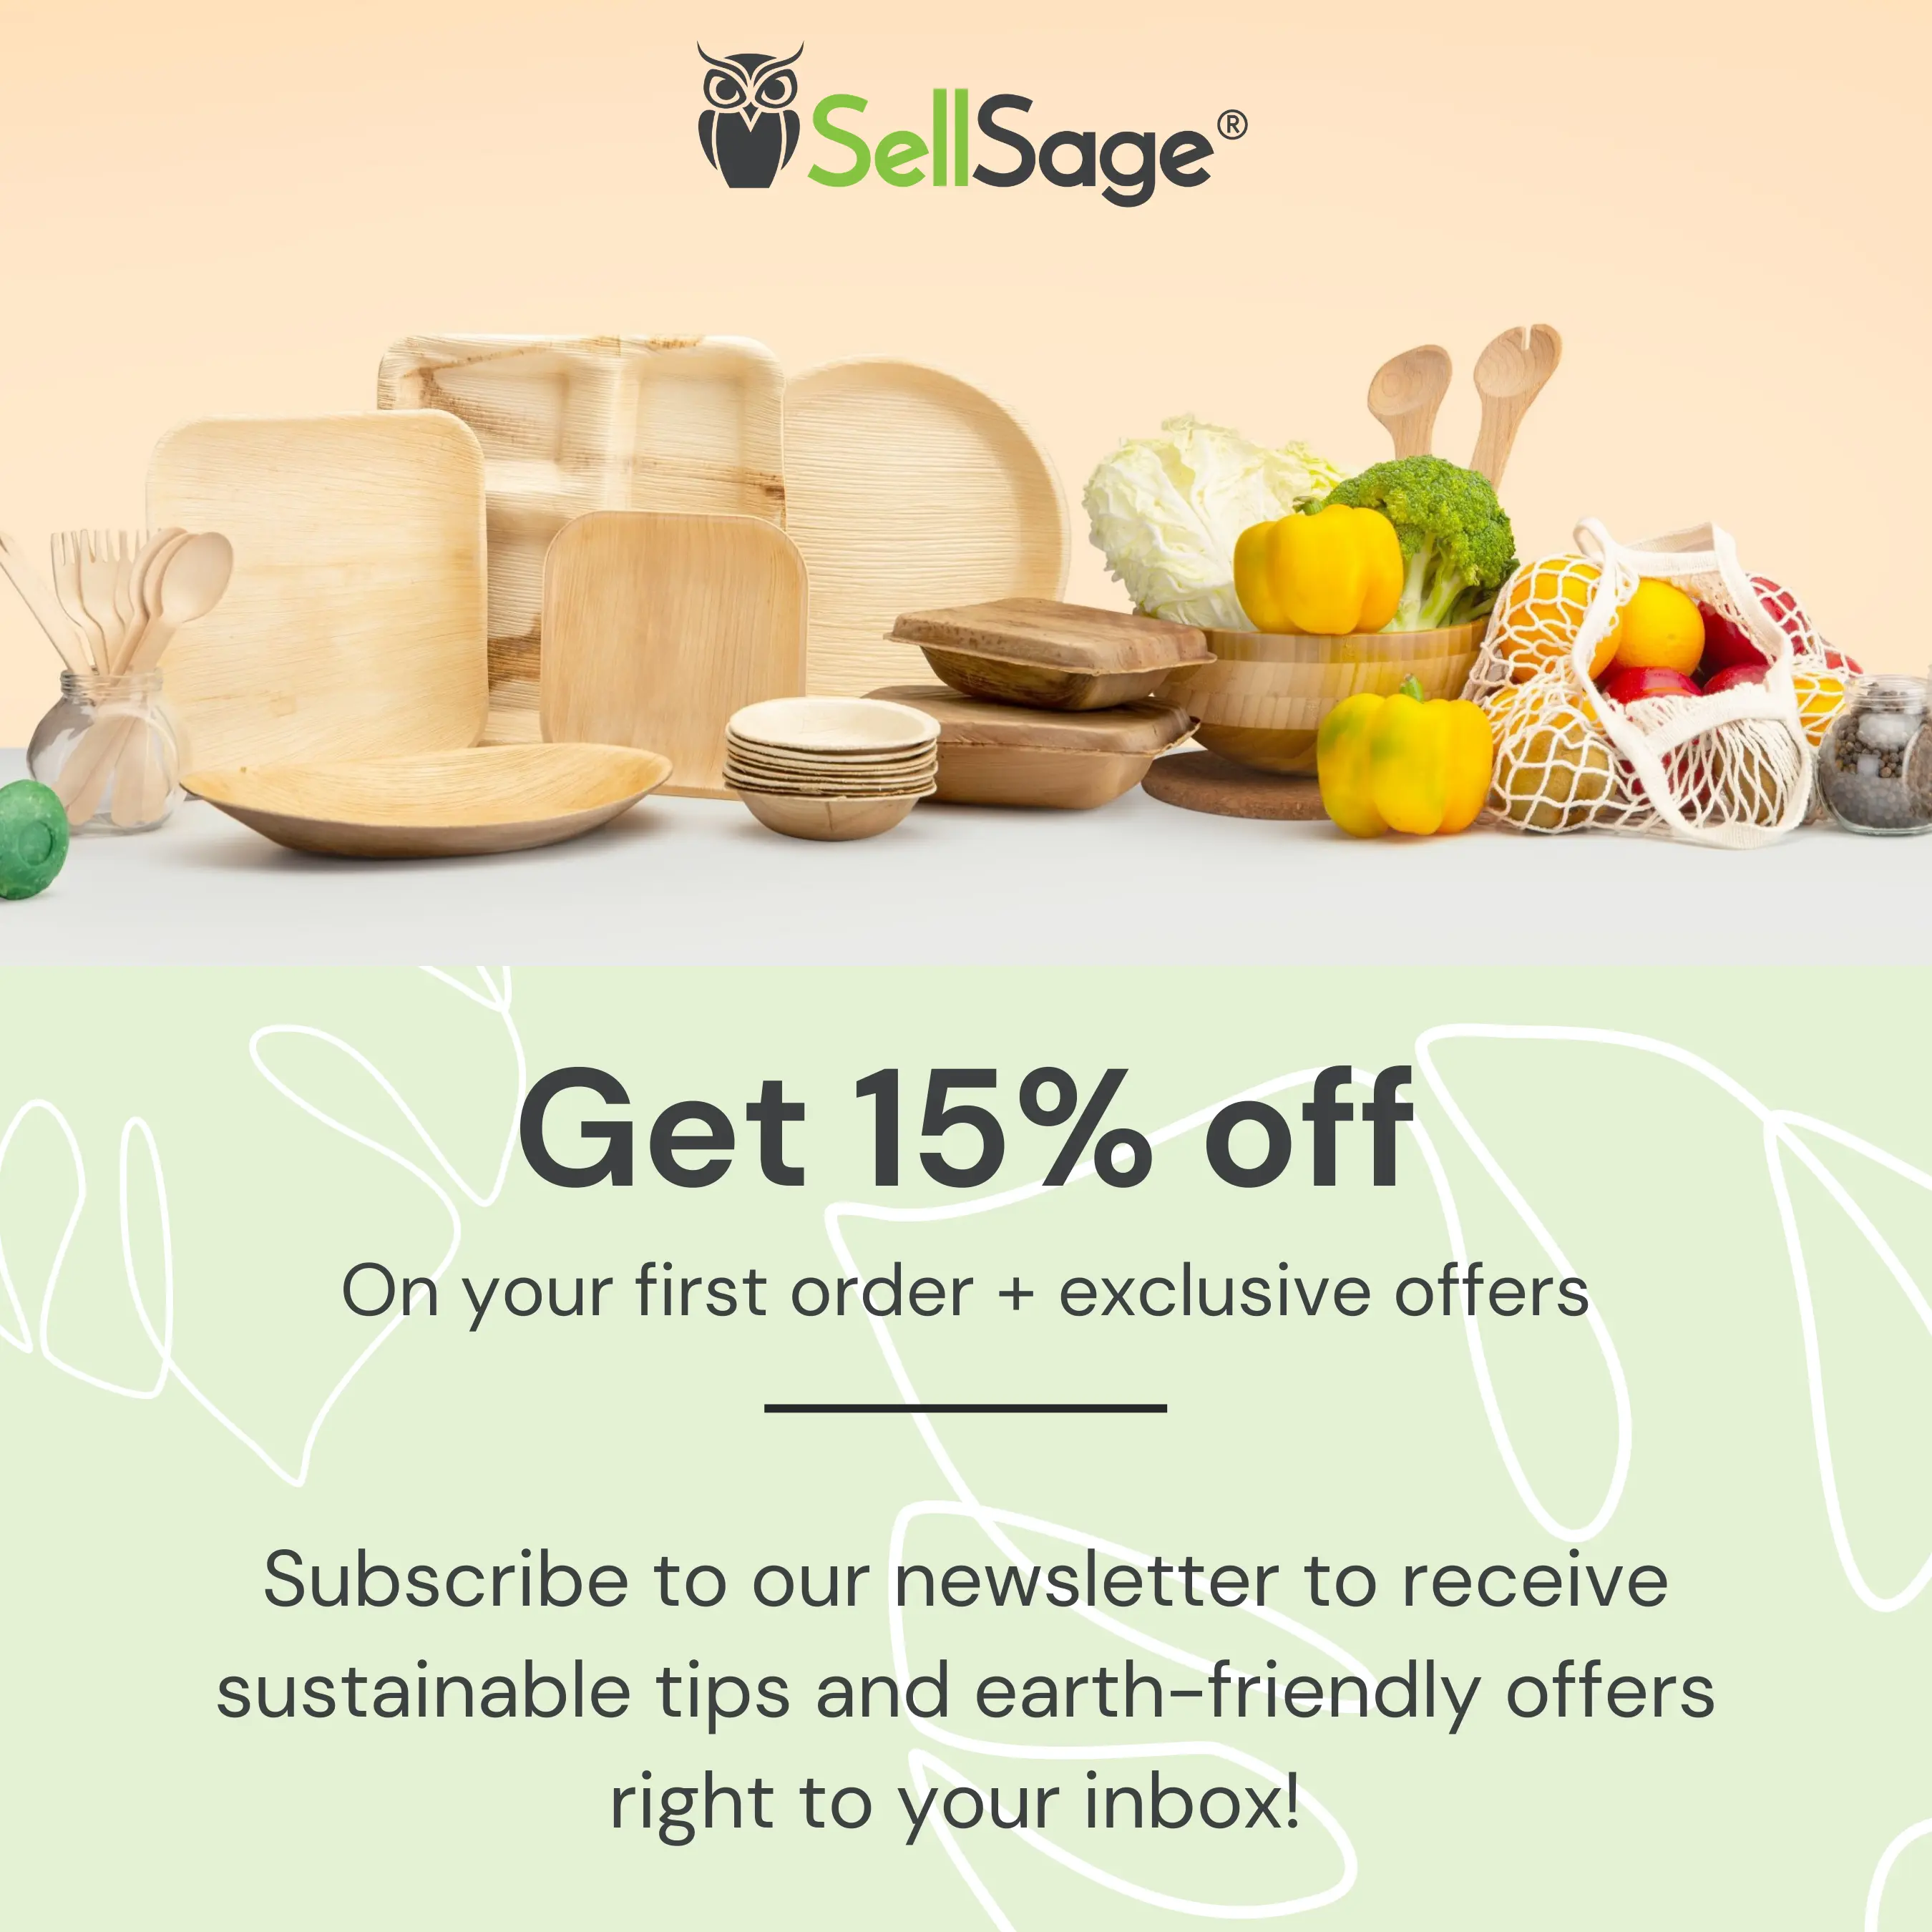 SellSage®
Get 15% off
On your first order + exclusive offers
Subscribe to our newsletter to receive
sustainable tips and earth-friendly offers
right to your inbox!